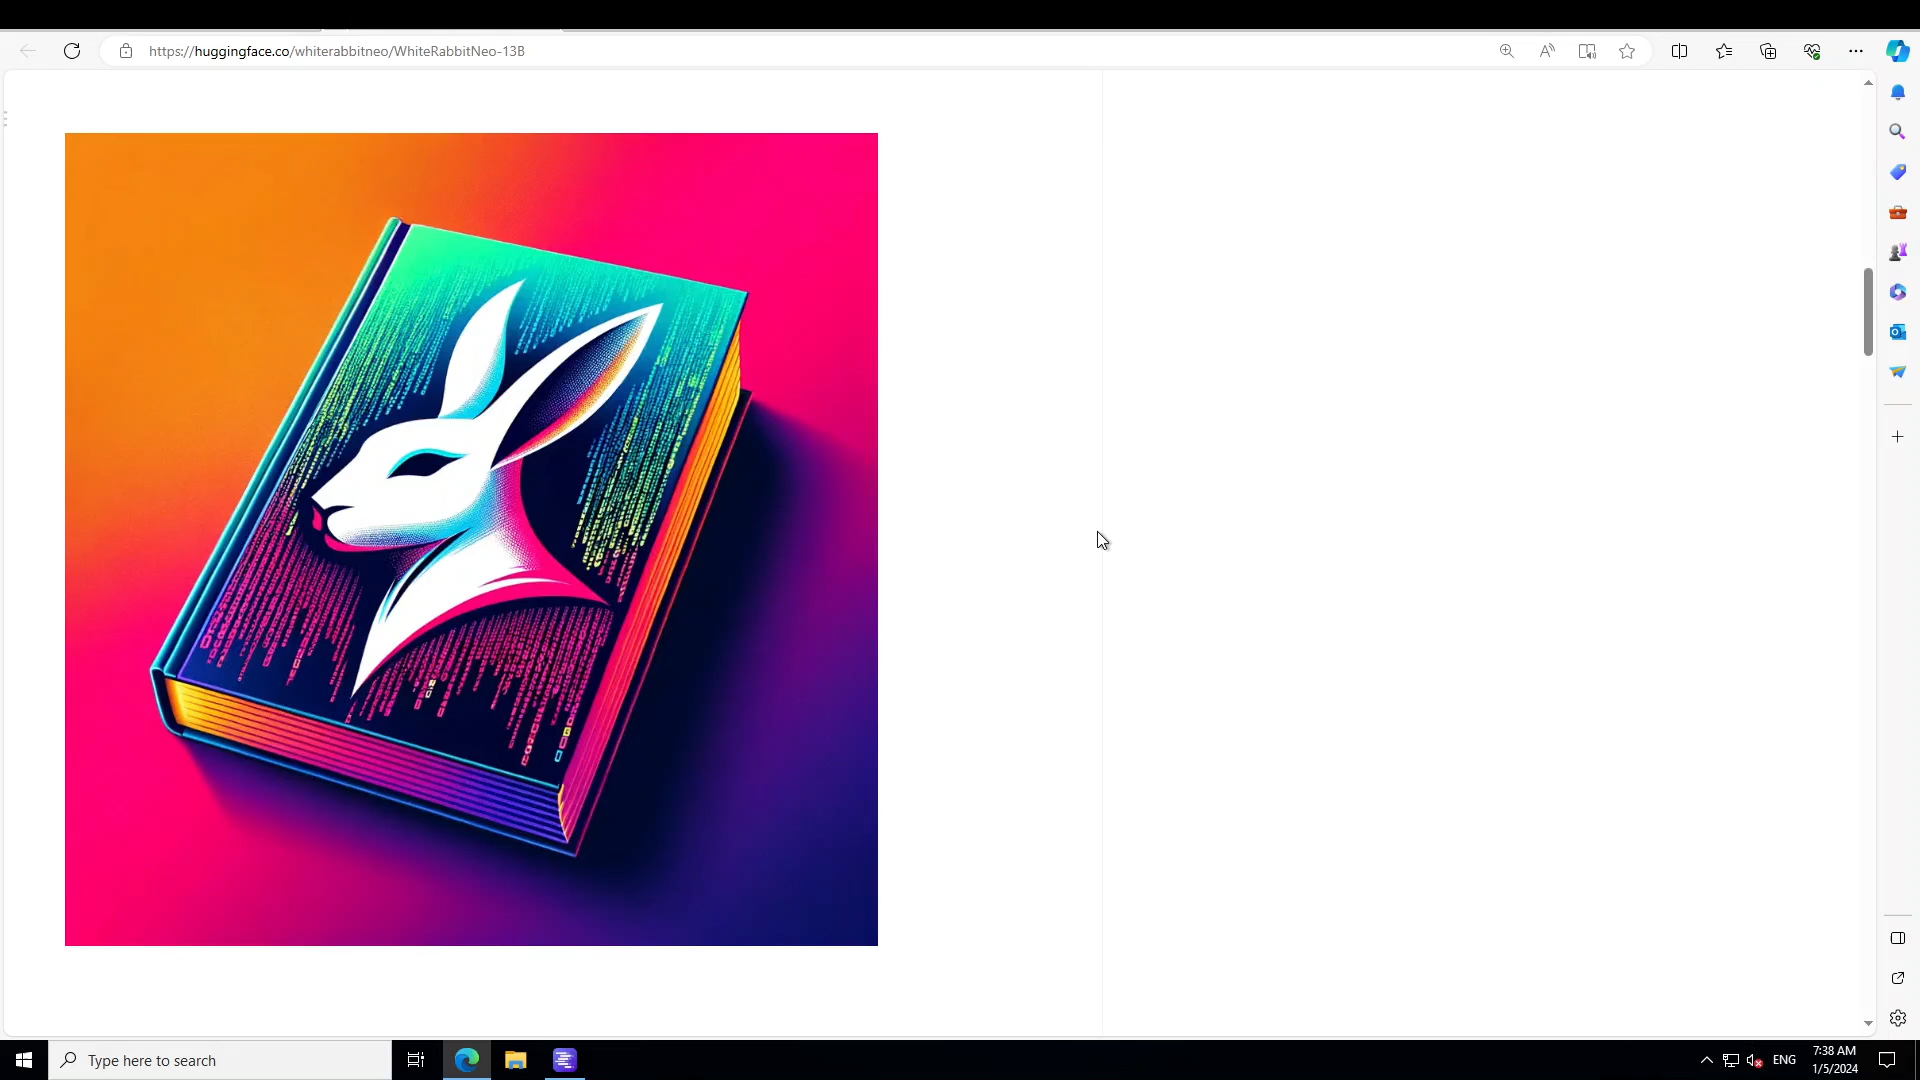 https://huggingface.co/whiterabbitneo/WhiteRabbitNeo-13B
Type here to search
ENG
7:38 AM
1/5/2024